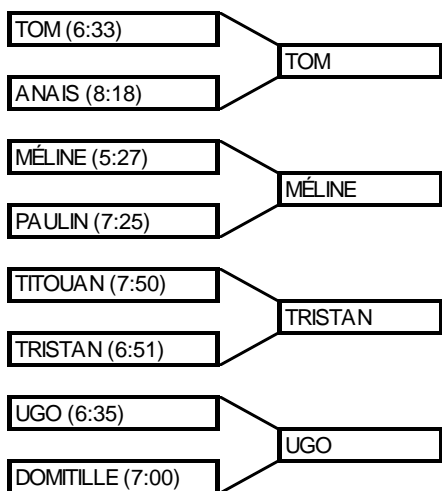 TOM (6:33)
TOM
ANAIS (8:18)
MÉLINE (5:27)
MÉLINE
PAULIN (7:25)
TITOUAN (7:50)
TRISTAN
TRISTAN (6:51)
UGO (6:35)
UGO
DOMITILLE (7:00)